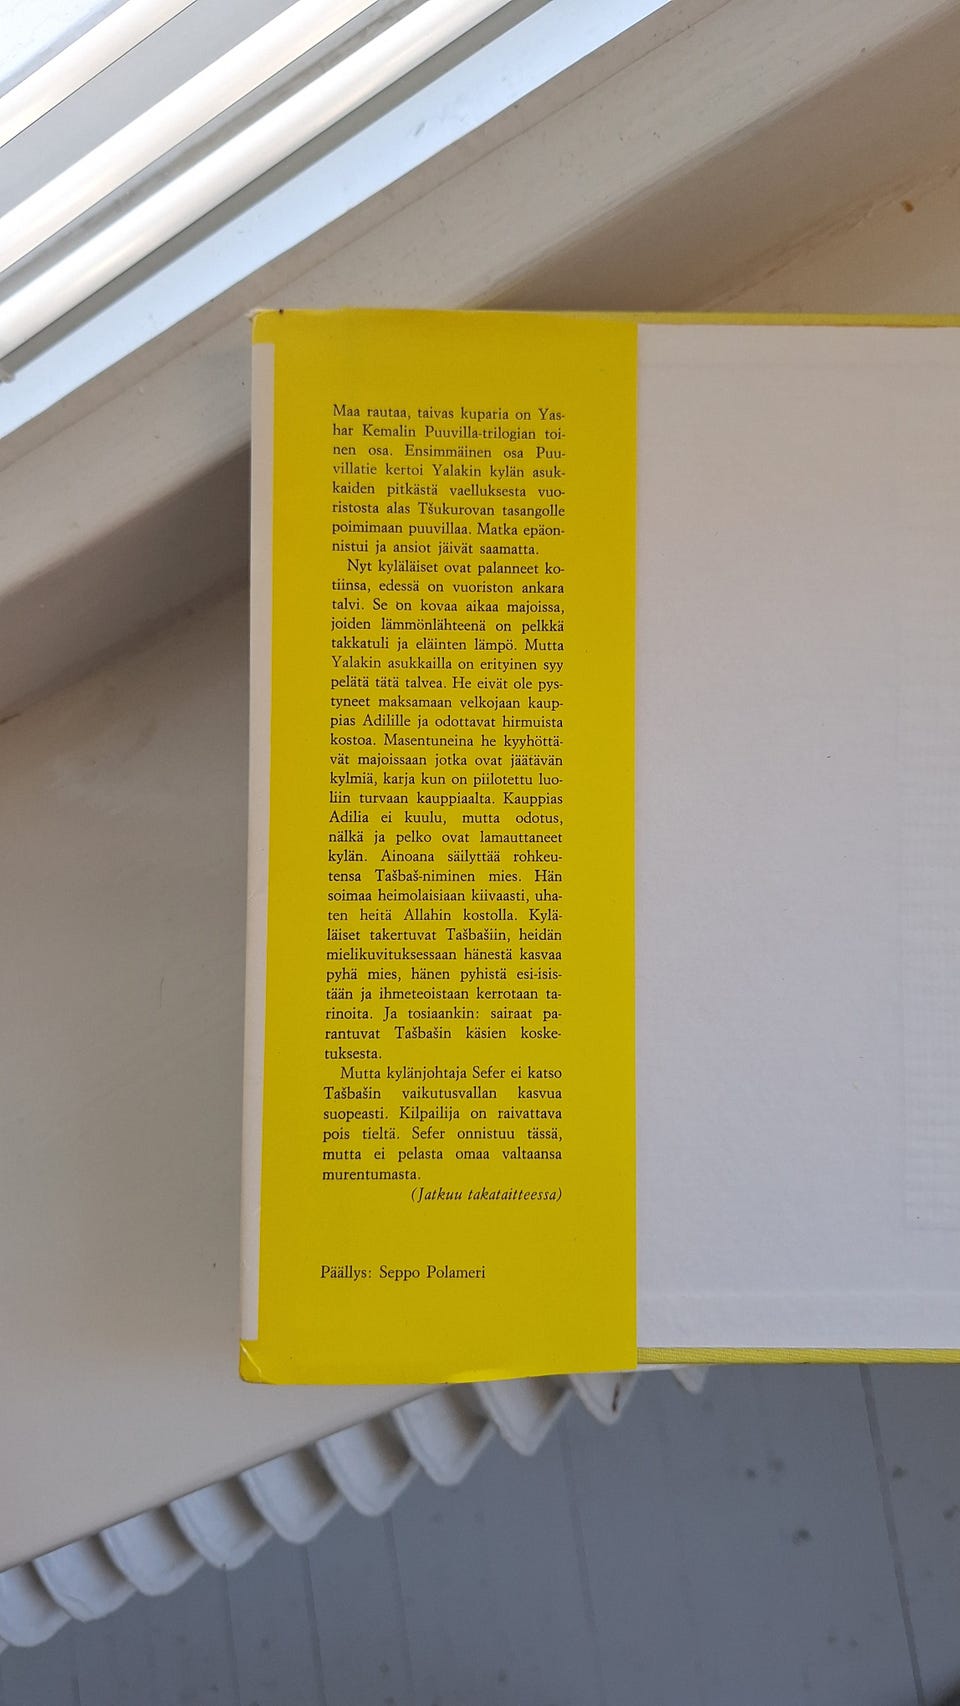 Maa rautaa, taivas kuparia on Yas-
har Kemalin Puuvilla-trilogian toi-
nen osa. Ensimmäinen osa Puu-
villatie kertoi Yalakin kylän asuk-
kaiden pitkästä vaelluksesta vuo-
ristosta alas Tšukurovan tasangolle
poimimaan puuvillaa. Matka epäon-
nistui ja ansiot jäivät saamatta.
Nyt kyläläiset ovat palanneet ko-
tiinsa, edessä on vuoriston ankara
talvi. Se on kovaa aikaa majoissa,
joiden lämmönlähteenä on pelkkä
takkatuli ja eläinten lämpö. Mutta
Yalakin asukkailla on erityinen syy
pelätä tätä talvea. He eivät ole pys-
tyneet maksamaan velkojaan kaup-
pias Adilille ja odottavat hirmuista
kostoa. Masentuneina he kyyhöttä-
vät majoissaan jotka ovat jäätävän
kylmiä, karja kun on piilotettu luo-
liin turvaan kauppiaalta. Kauppias
Adilia ei kuulu, mutta odotus,
nälkä ja pelko ovat lamauttaneet
kylän. Ainoana säilyttää rohkeu-
tensa Tašbaš-niminen mies. Hän
soimaa heimolaisiaan kiivaasti, uha-
ten heitä Allahin kostolla. Kylä-
läiset takertuvat Tašbašiin, heidän
mielikuvituksessaan hänestä kasvaa
pyhä mies, hänen pyhistä esi-isis-
tään ja ihmeteoistaan kerrotaan ta-
rinoita. Ja tosiaankin: sairaat pa-
rantuvat Tašbašin käsien koske-
tuksesta.
Mutta kylänjohtaja Sefer ei katso
Tašbašin vaikutusvallan kasvua
suopeasti. Kilpailija on raivattava
pois tieltä. Sefer onnistuu tässä,
mutta ei pelasta omaa valtaansa
murentumasta.
(Jatkuu takataitteessa)
Päällys: Seppo Polameri